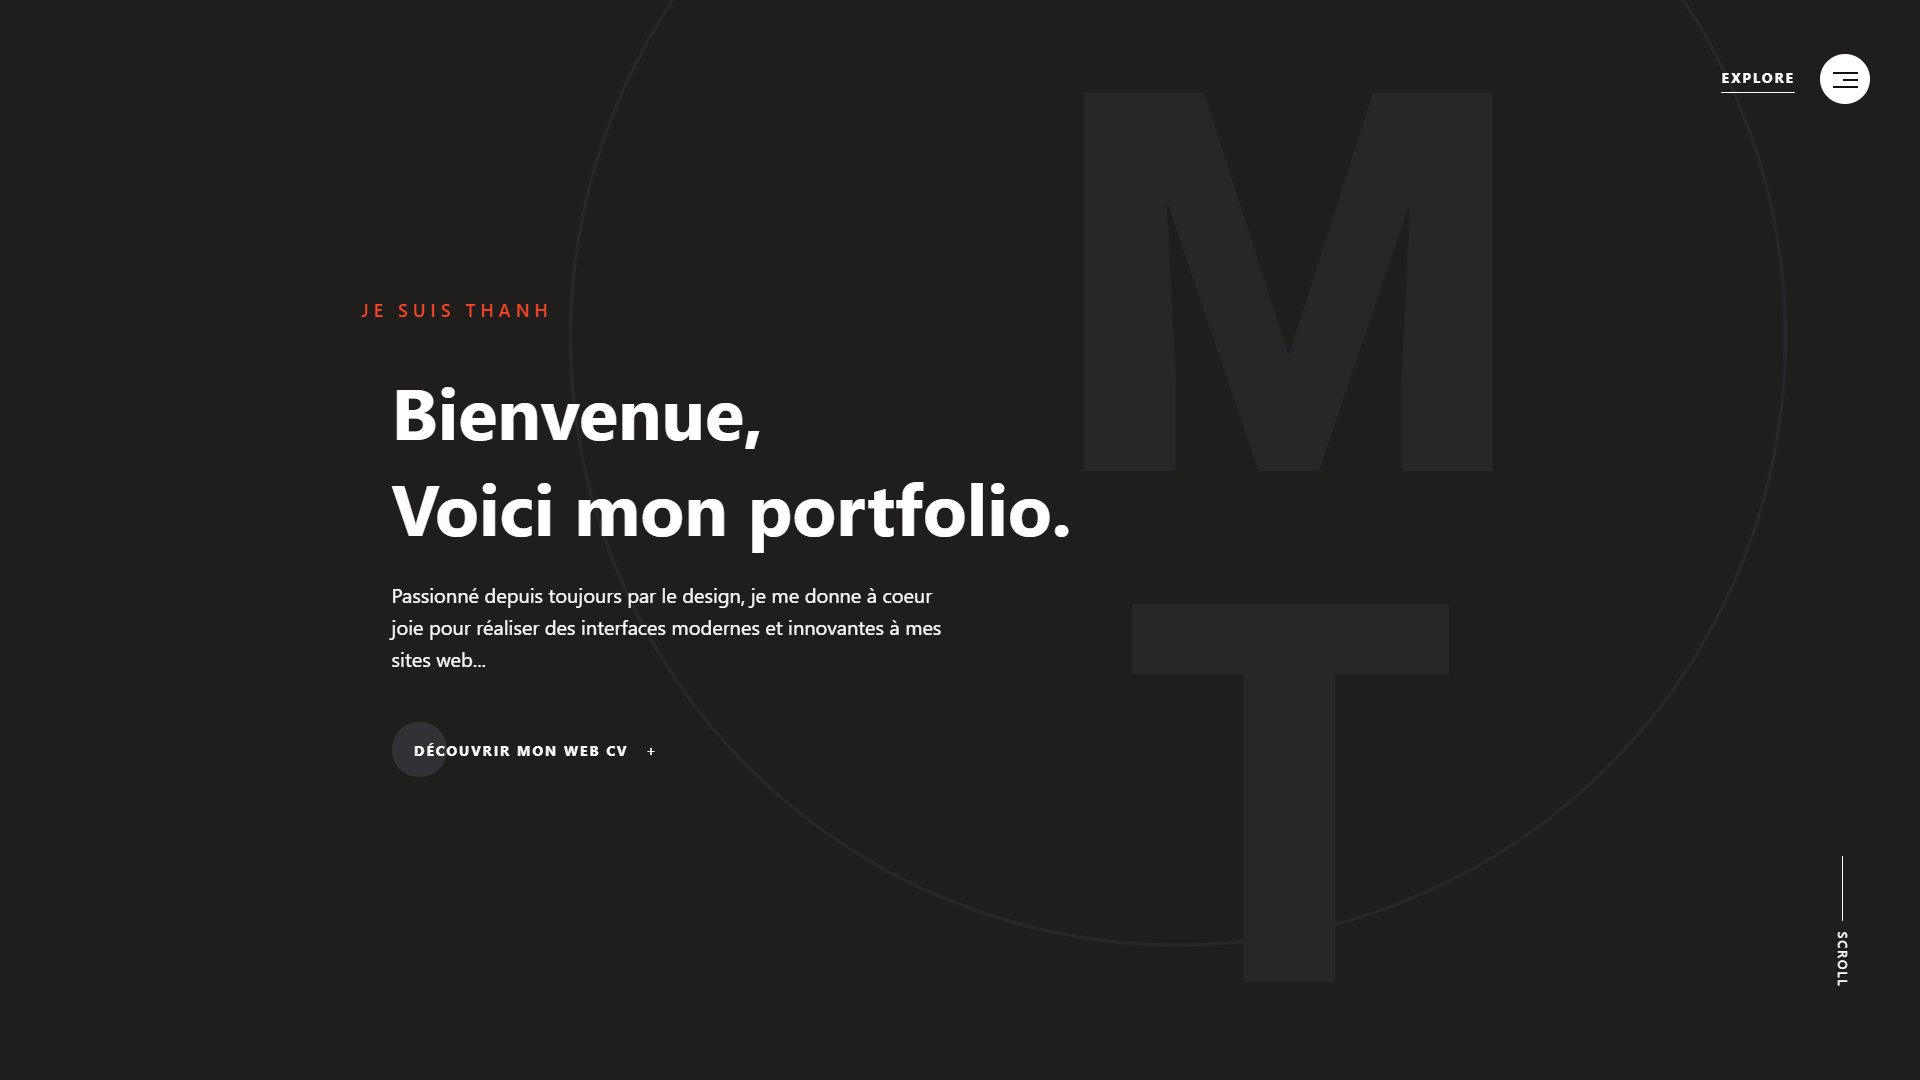 EXPLORE
M
T
JE SUIS THANH
Bienvenue,
Voici mon portfolio.
Passionné depuis toujours par le design, je me donne à coeur
joie pour réaliser des interfaces modernes et innovantes à mes
sites web...
DÉCOUVRIR MON WEB CV +
SCROLL